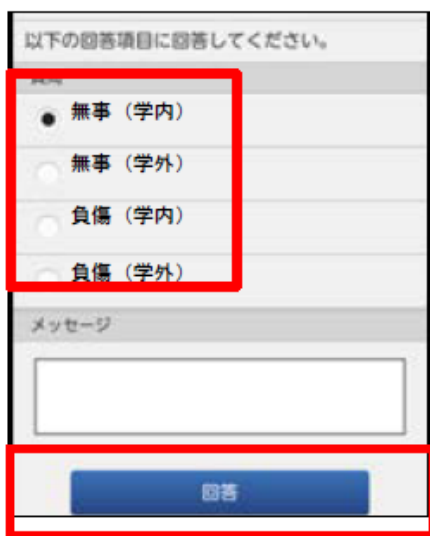 以下の回答項目に回答してください。
無事（学内）
無事（学外）
負傷（学内）
負傷（学外）
メッセージ
回答